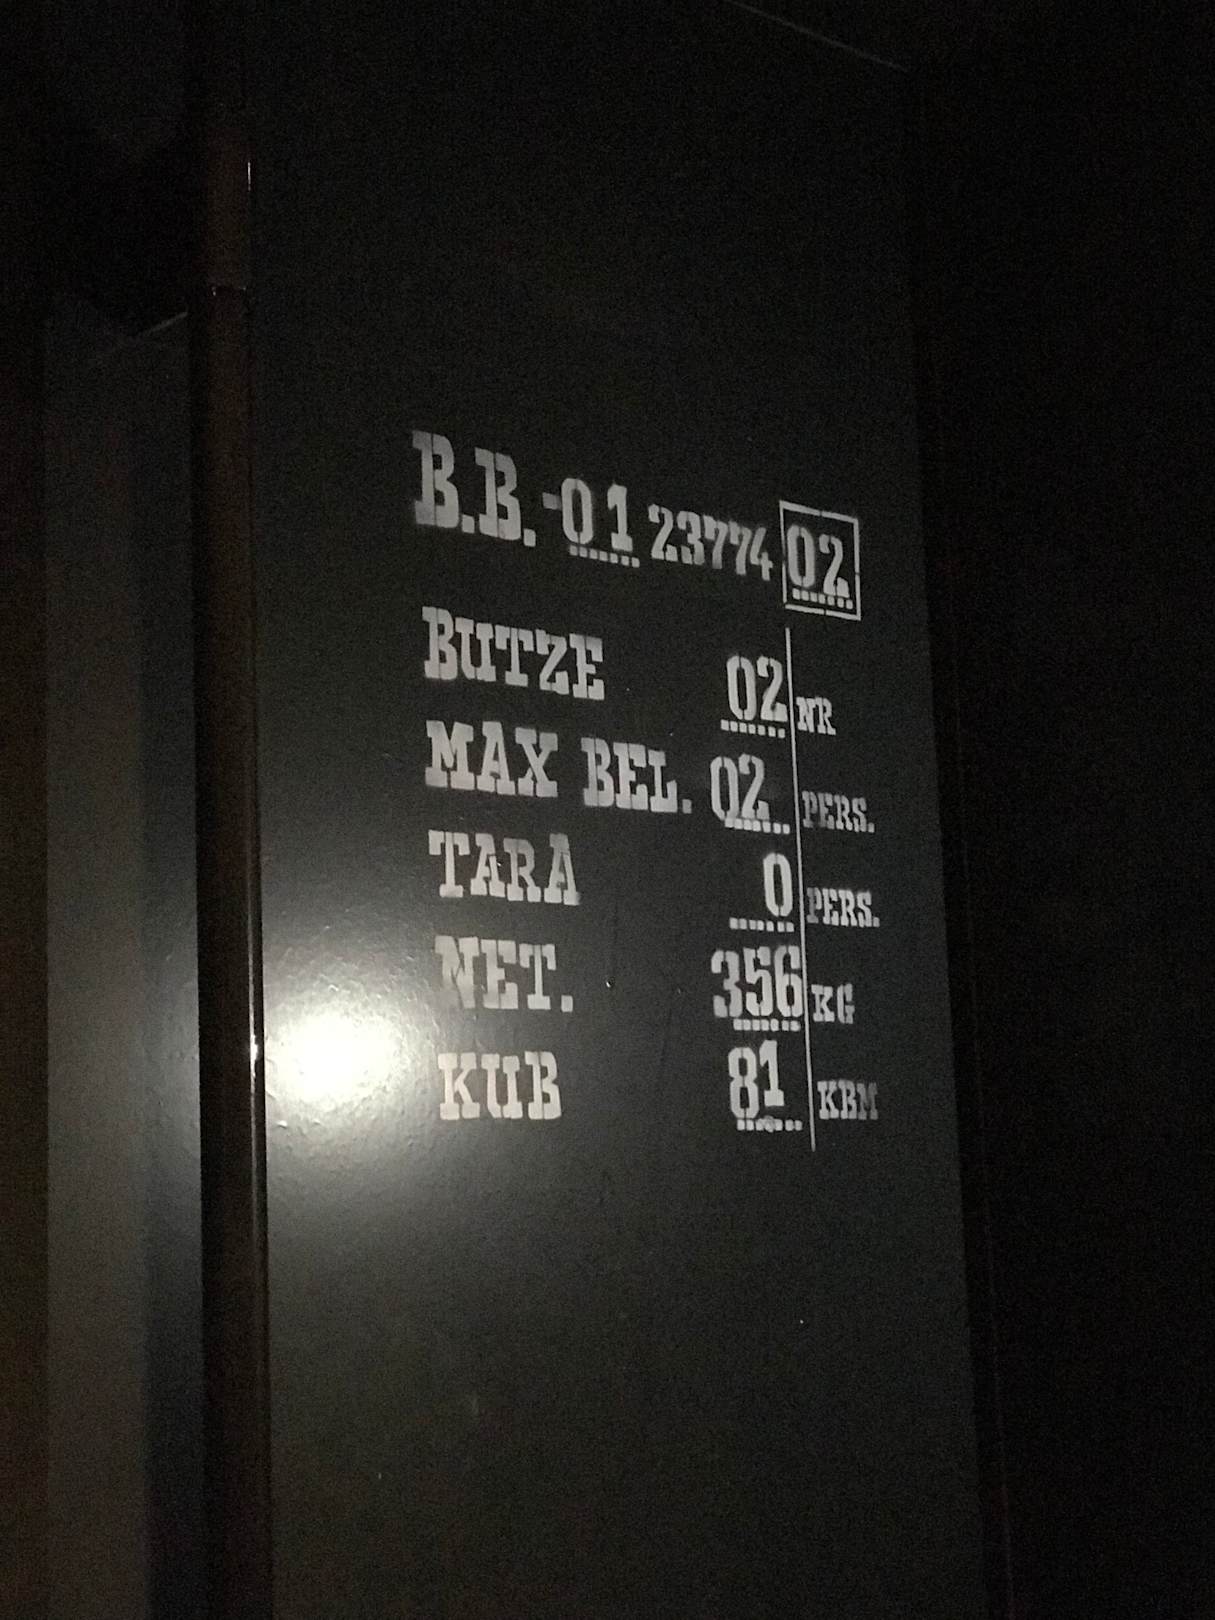 B.B.-01 23774 02
BUTZE 02 NR
MAX BEL. 02 PERS.
TARA 0 PERS.
NET. 356 KG
KUB 81 KBM